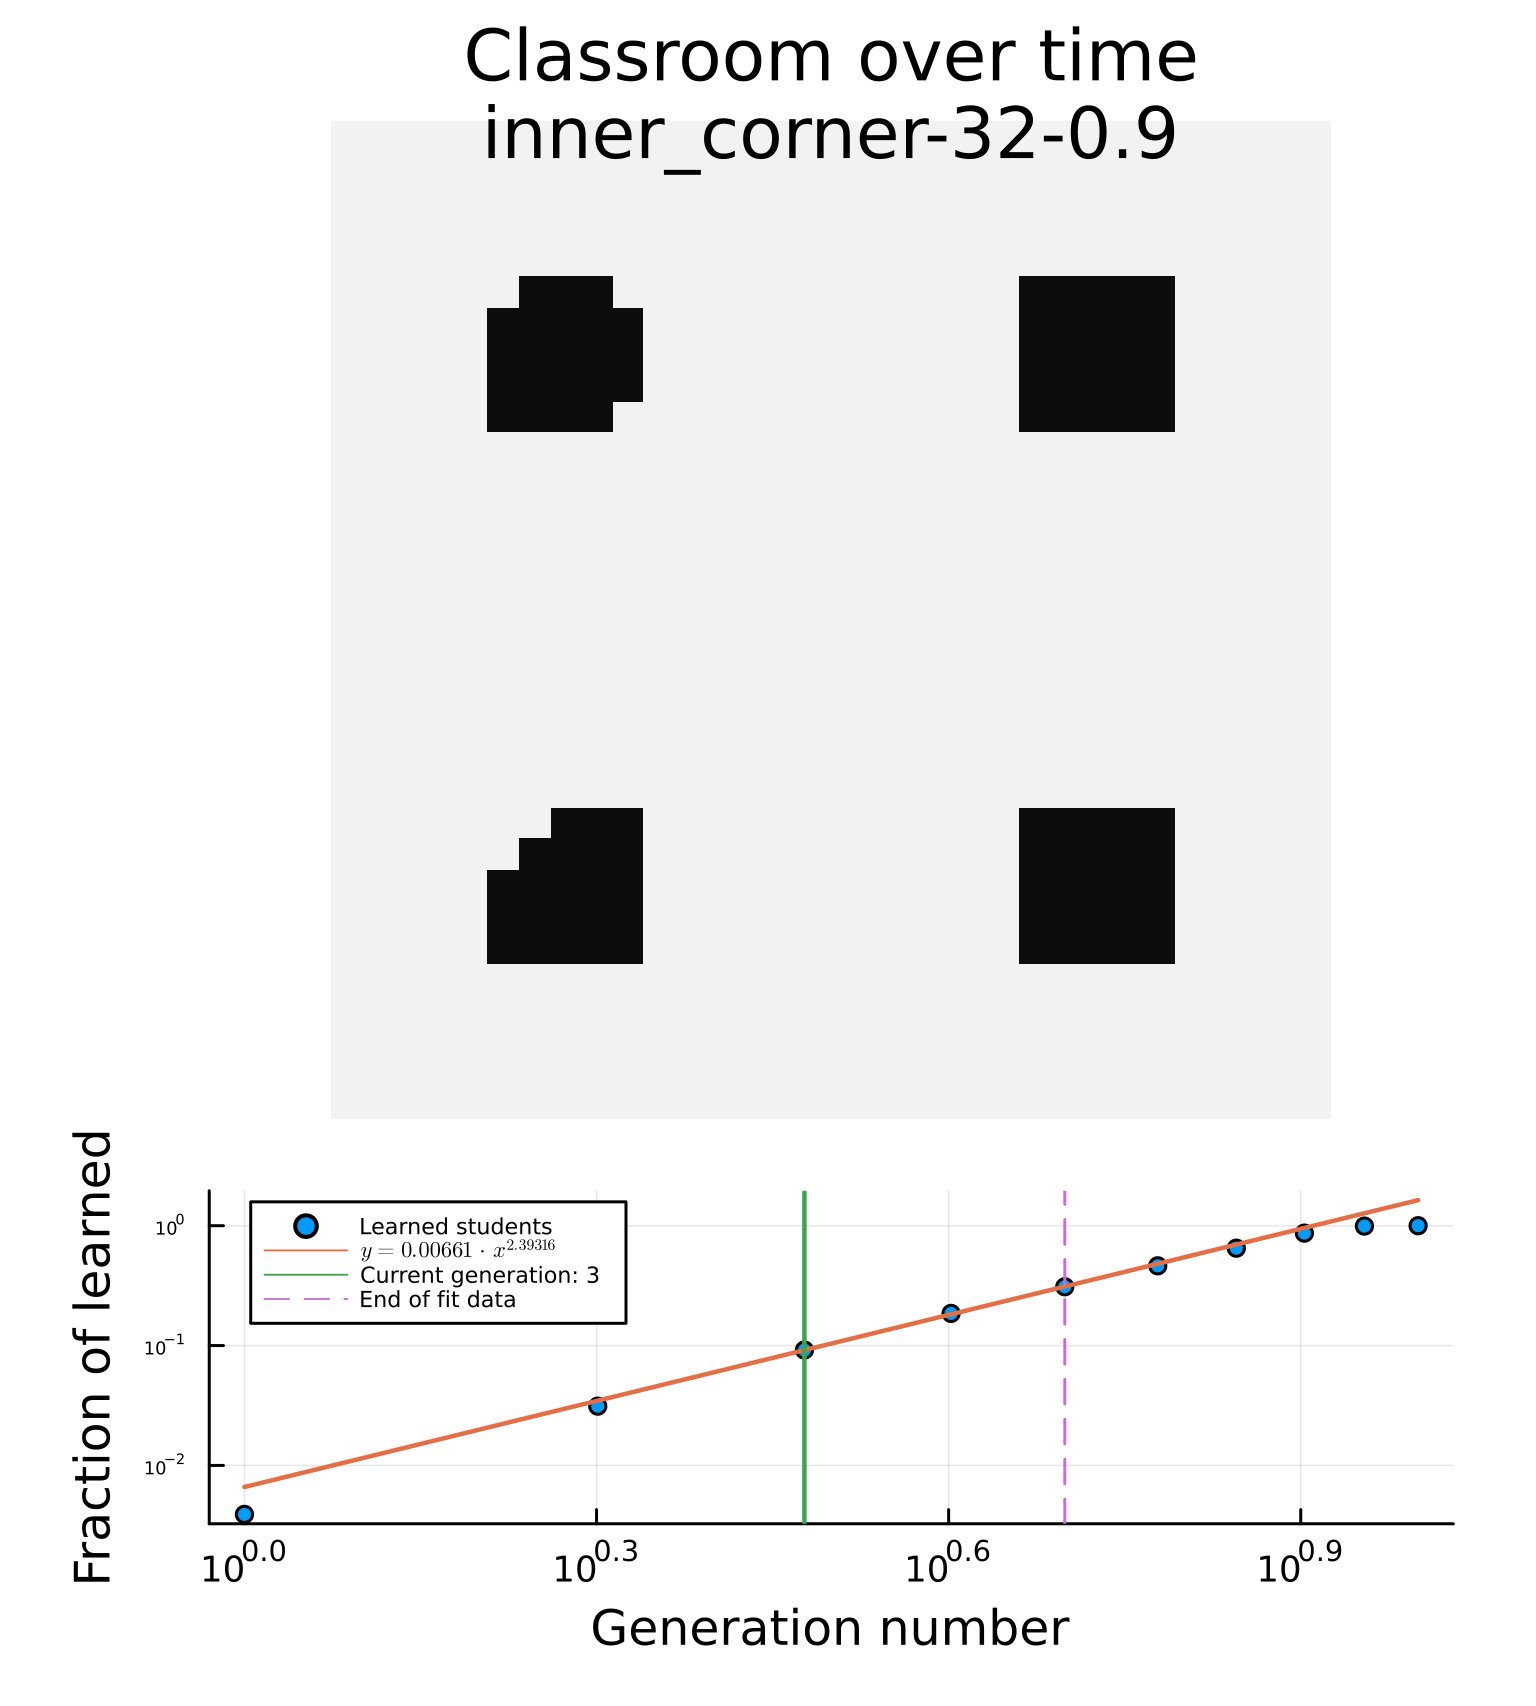 Classroom over time
inner_corner-32-0.9
Fraction of learned
10⁰
10⁻¹
10⁻²
Learned students
y = 0.00661 · x^2.39316
Current generation: 3
End of fit data
10^0.0 10^0.3 10^0.6 10^0.9
Generation number